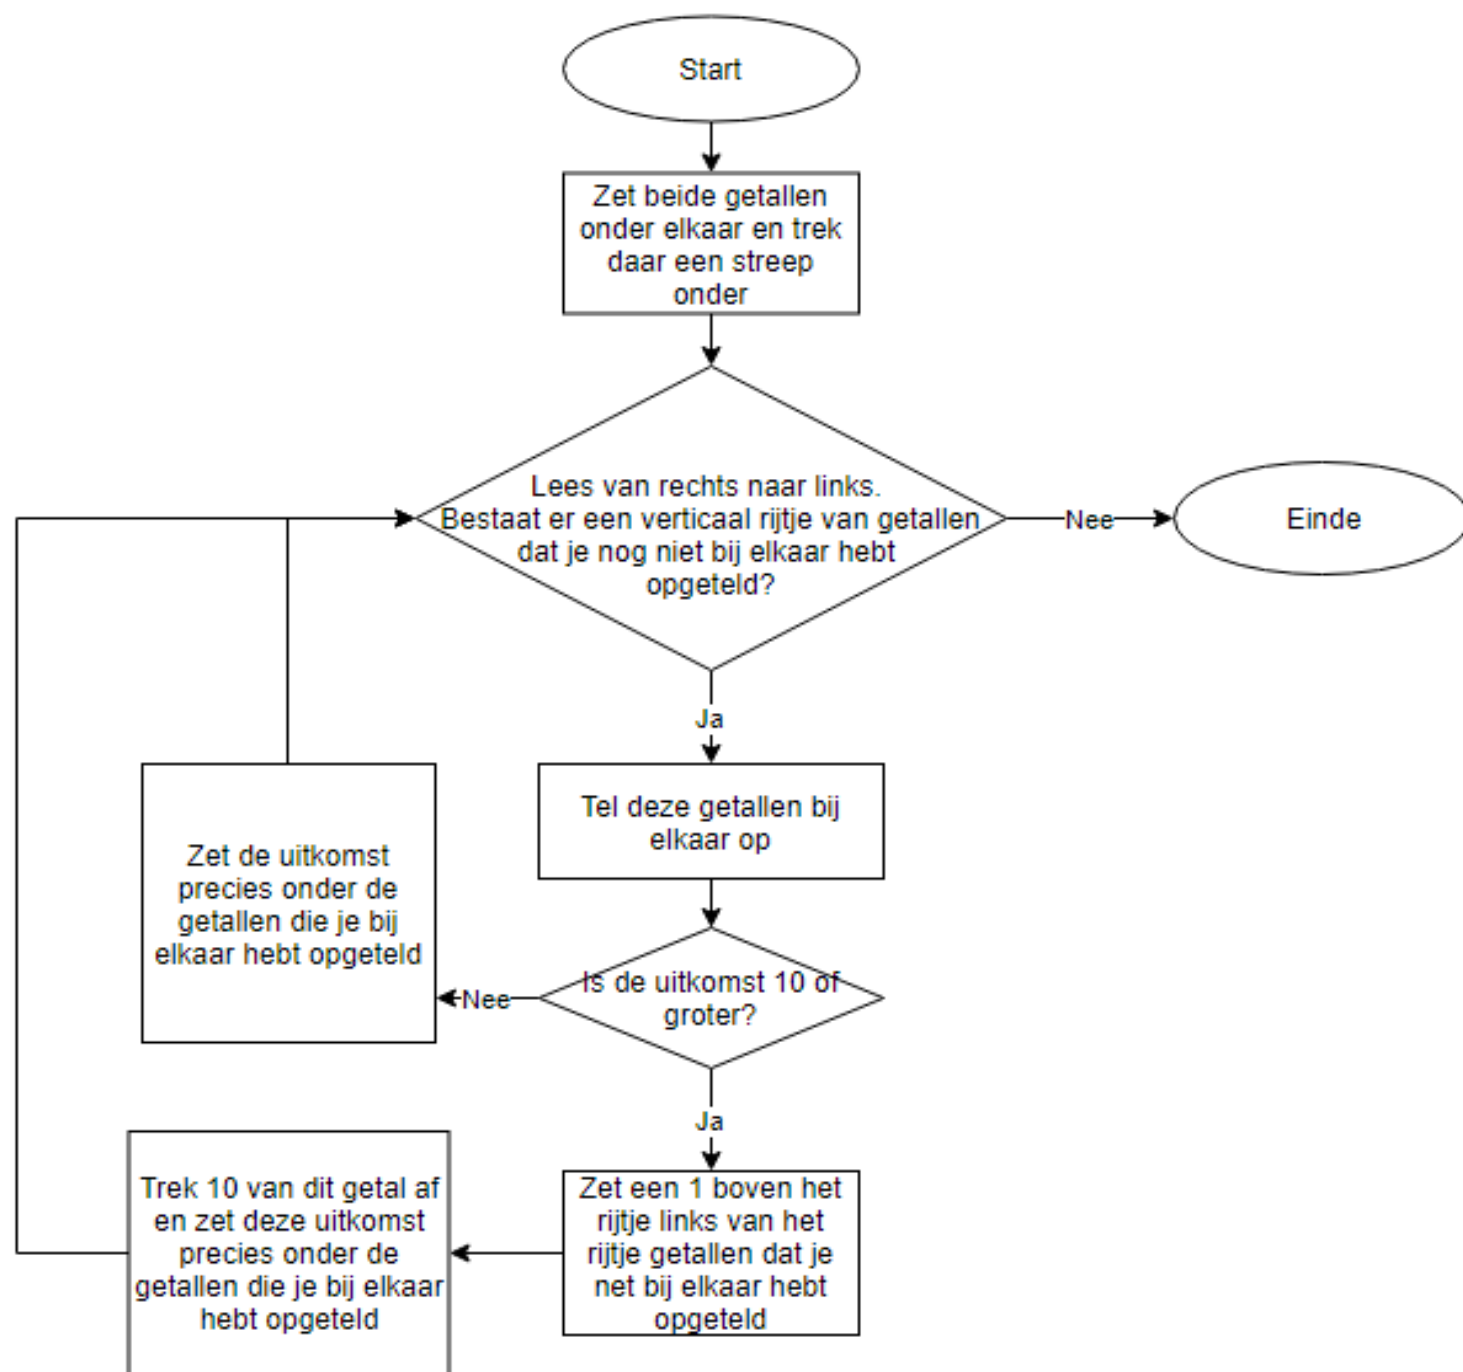 Start
Zet beide getallen
onder elkaar en trek
daar een streep
onder
Lees van rechts naar links.
Bestaat er een verticaal rijtje van getallen
dat je nog niet bij elkaar hebt
opgeteld?
Nee
Einde
Ja
Tel deze getallen bij
elkaar op
Zet de uitkomst
precies onder de
getallen die je bij
elkaar hebt opgeteld
Is de uitkomst 10 of
groter?
Nee
Ja
Zet een 1 boven het
rijtje links van het
rijtje getallen dat je
net bij elkaar hebt
opgeteld
Trek 10 van dit getal af
en zet deze uitkomst
precies onder de
getallen die je bij elkaar
hebt opgeteld